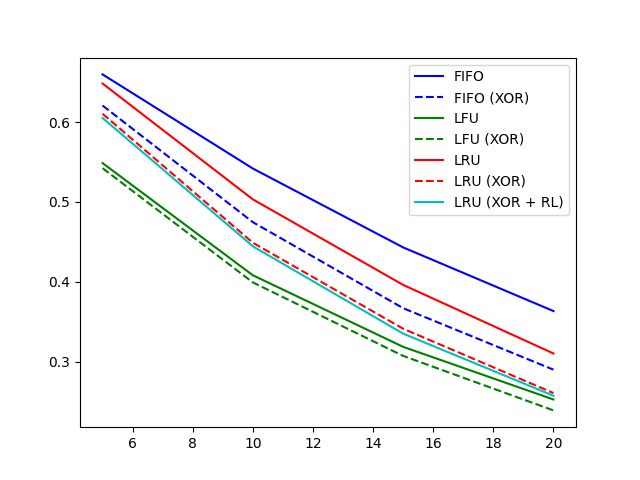 FIFO
FIFO (XOR)
LFU
LFU (XOR)
LRU
LRU (XOR)
LRU (XOR + RL)
0.6
0.5
0.4
0.3
6 8 10 12 14 16 18 20